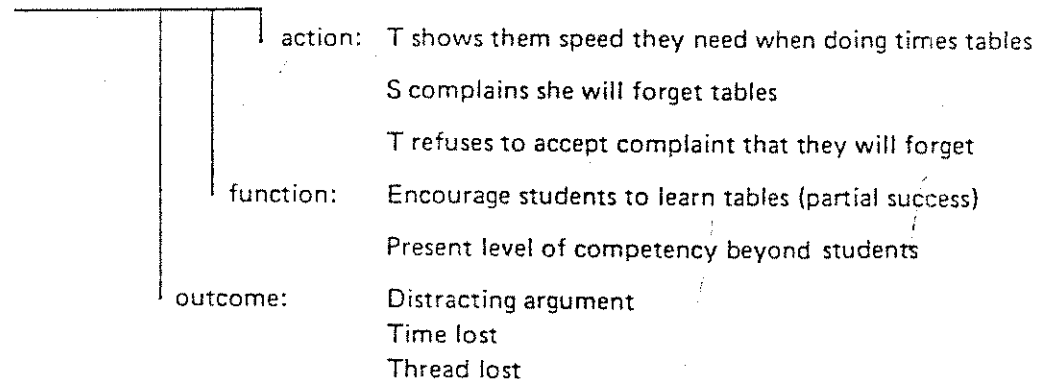 action: T shows them speed they need when doing times tables
S complains she will forget tables
T refuses to accept complaint that they will forget
function: Encourage students to learn tables (partial success)
Present level of competency beyond students
outcome: Distracting argument
Time lost
Thread lost